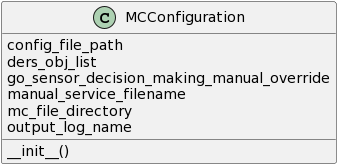 C MCConfiguration
config_file_path
ders_obj_list
go_sensor_decision_making_manual_override
manual_service_filename
mc_file_directory
output_log_name
__init__()